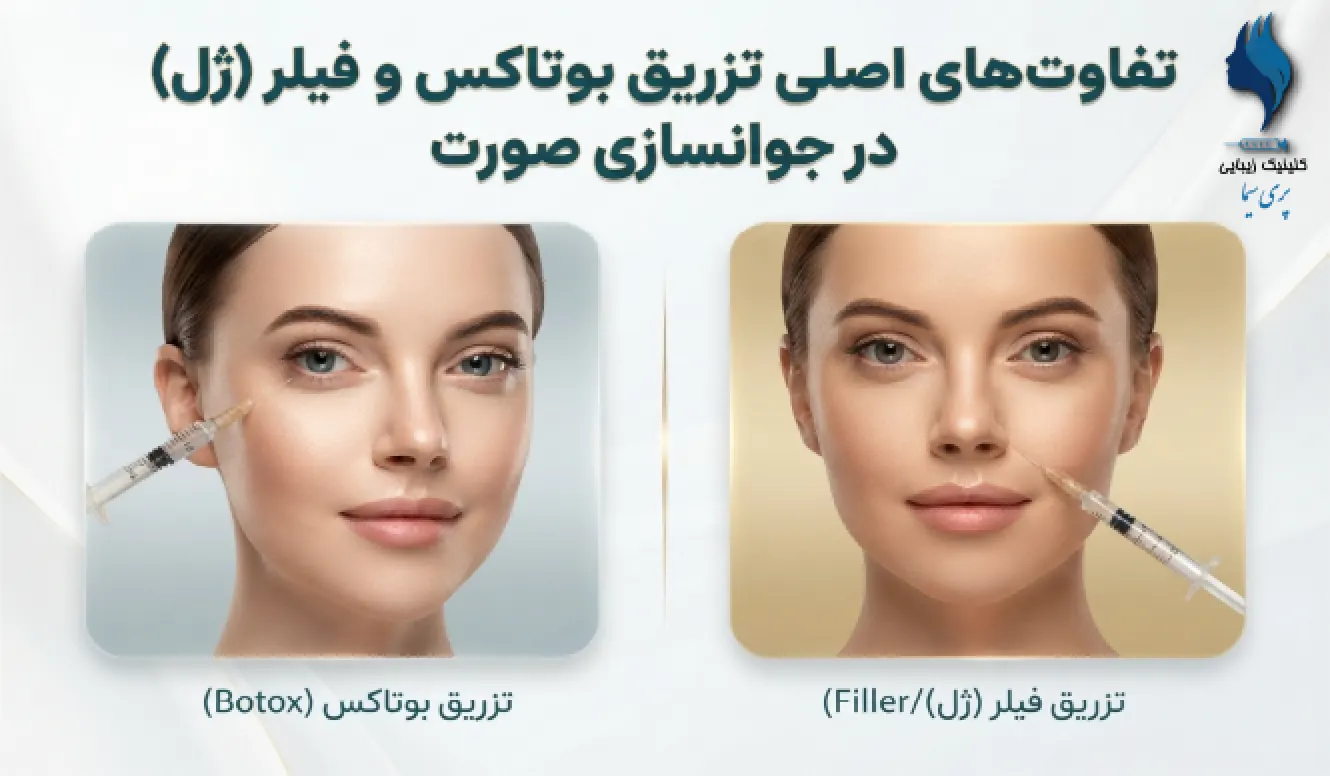 تفاوت‌های اصلی تزریق بوتاکس و فیلر (ژل)
در جوانسازی صورت
کلینیک زیبایی
پری سیما
تزریق فیلر (ژل)/Filler)
تزریق بوتاکس (Botox)